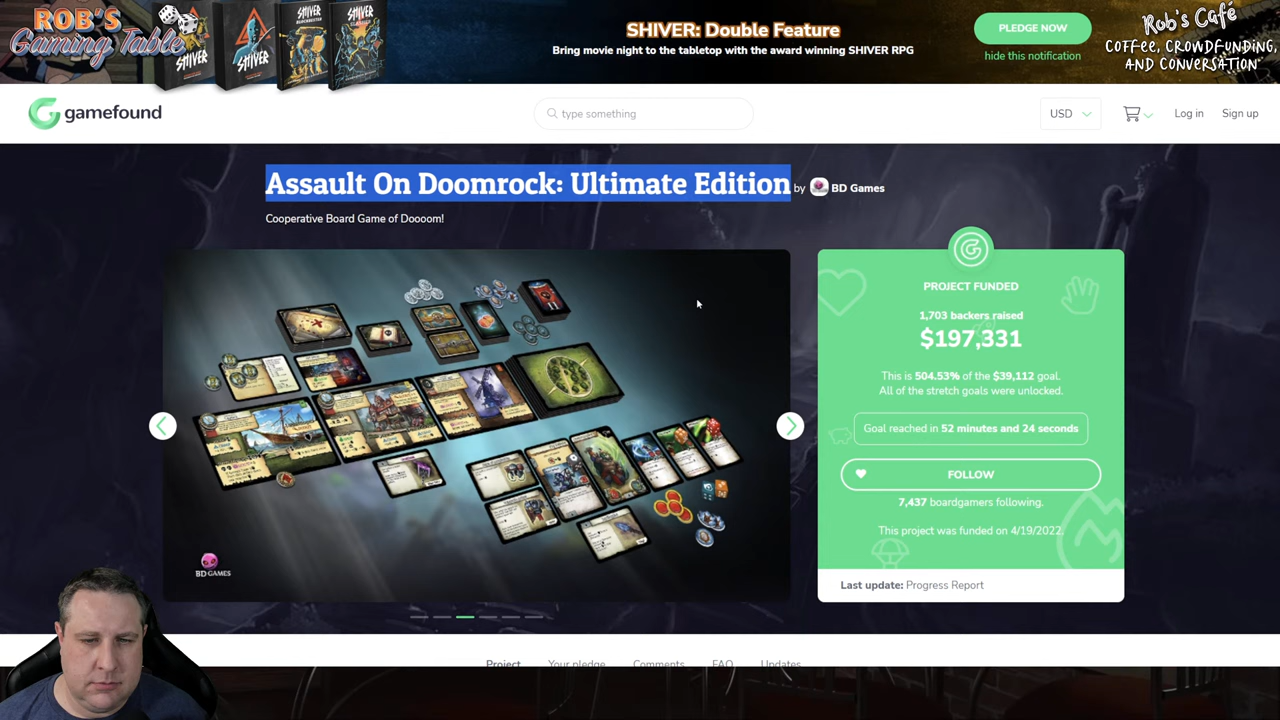 ROB'S
Gaming Table
SHIVER
SHIVER
SHIVER
BLOCKBUSTER
SHIVER
SHIVER: Double Feature
Bring movie night to the tabletop with the award winning SHIVER RPG
PLEDGE NOW
hide this notification
Rob's Café
COFFEE, CROWDFUNDING,
AND CONVERSATION
gamefound
type something
USD
Log in
Sign up
Assault On Doomrock: Ultimate Edition by BD Games
Cooperative Board Game of Doooom!
PROJECT FUNDED
1,703 backers raised
$197,331
This is 504.53% of the $39,112 goal.
All of the stretch goals were unlocked.
Goal reached in 52 minutes and 24 seconds
FOLLOW
7,437 boardgamers following.
This project was funded on 4/19/2022.
BD GAMES
Last update: Progress Report
Project
Your pledge
Comments
FAQ
Updates